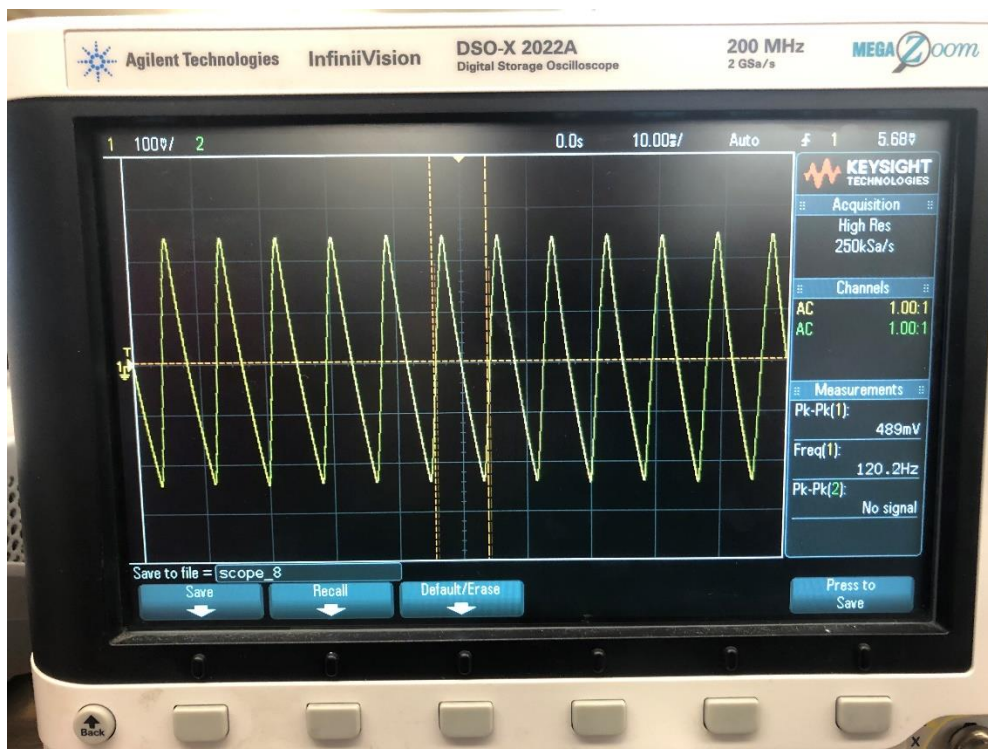 Agilent Technologies InfiniiVision DSO-X 2022A 200 MHz MEGA Zoom
Digital Storage Oscilloscope 2 GSa/s
1 100V/ 2 0.0s 10.00ms/ Auto 1 5.68V
KEYSIGHT
TECHNOLOGIES
Acquisition
High Res
250kSa/s
Channels
AC 1.00:1
AC 1.00:1
Measurements
Pk-Pk(1):
489mV
Freq(1):
120.2Hz
Pk-Pk(2):
No signal
T
1
Save to file = scope_8
Save Recall Default/Erase Press to
Save
Back
X